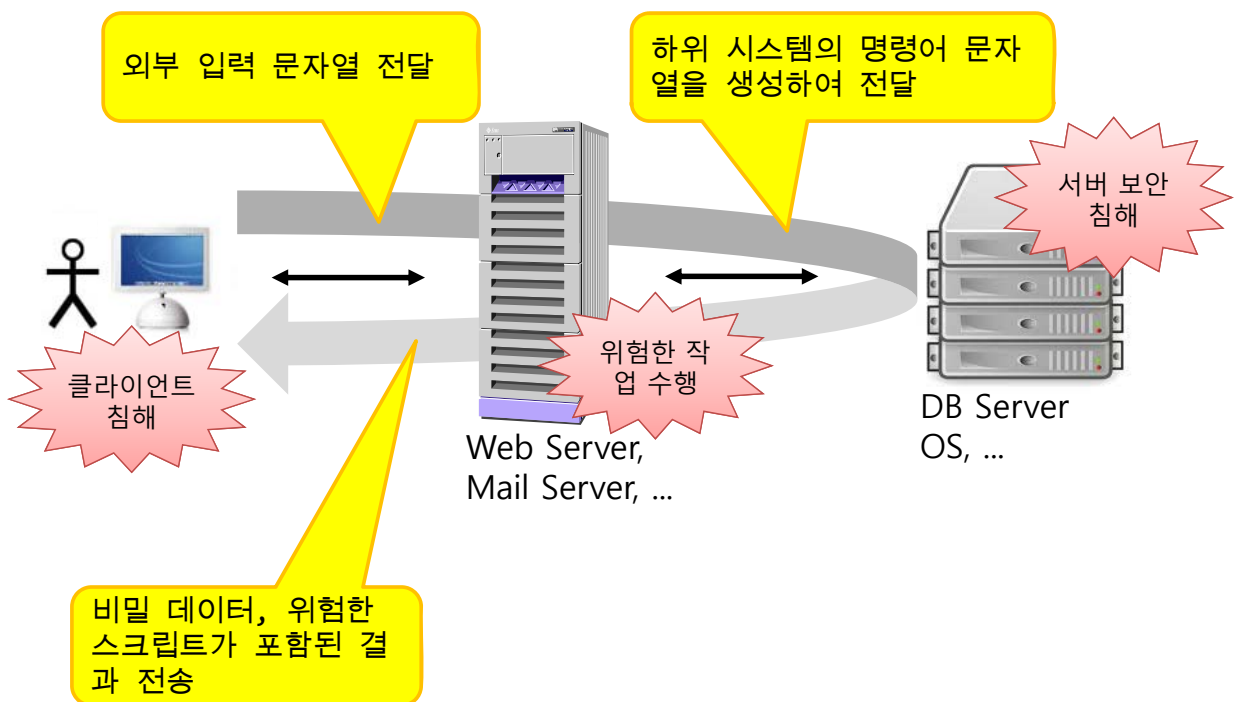 외부 입력 문자열 전달
하위 시스템의 명령어 문자
열을 생성하여 전달
서버 보안
침해
클라이언트
침해
위험한 작
업 수행
Web Server,
Mail Server, ...
DB Server
OS, ...
비밀 데이터, 위험한
스크립트가 포함된 결
과 전송